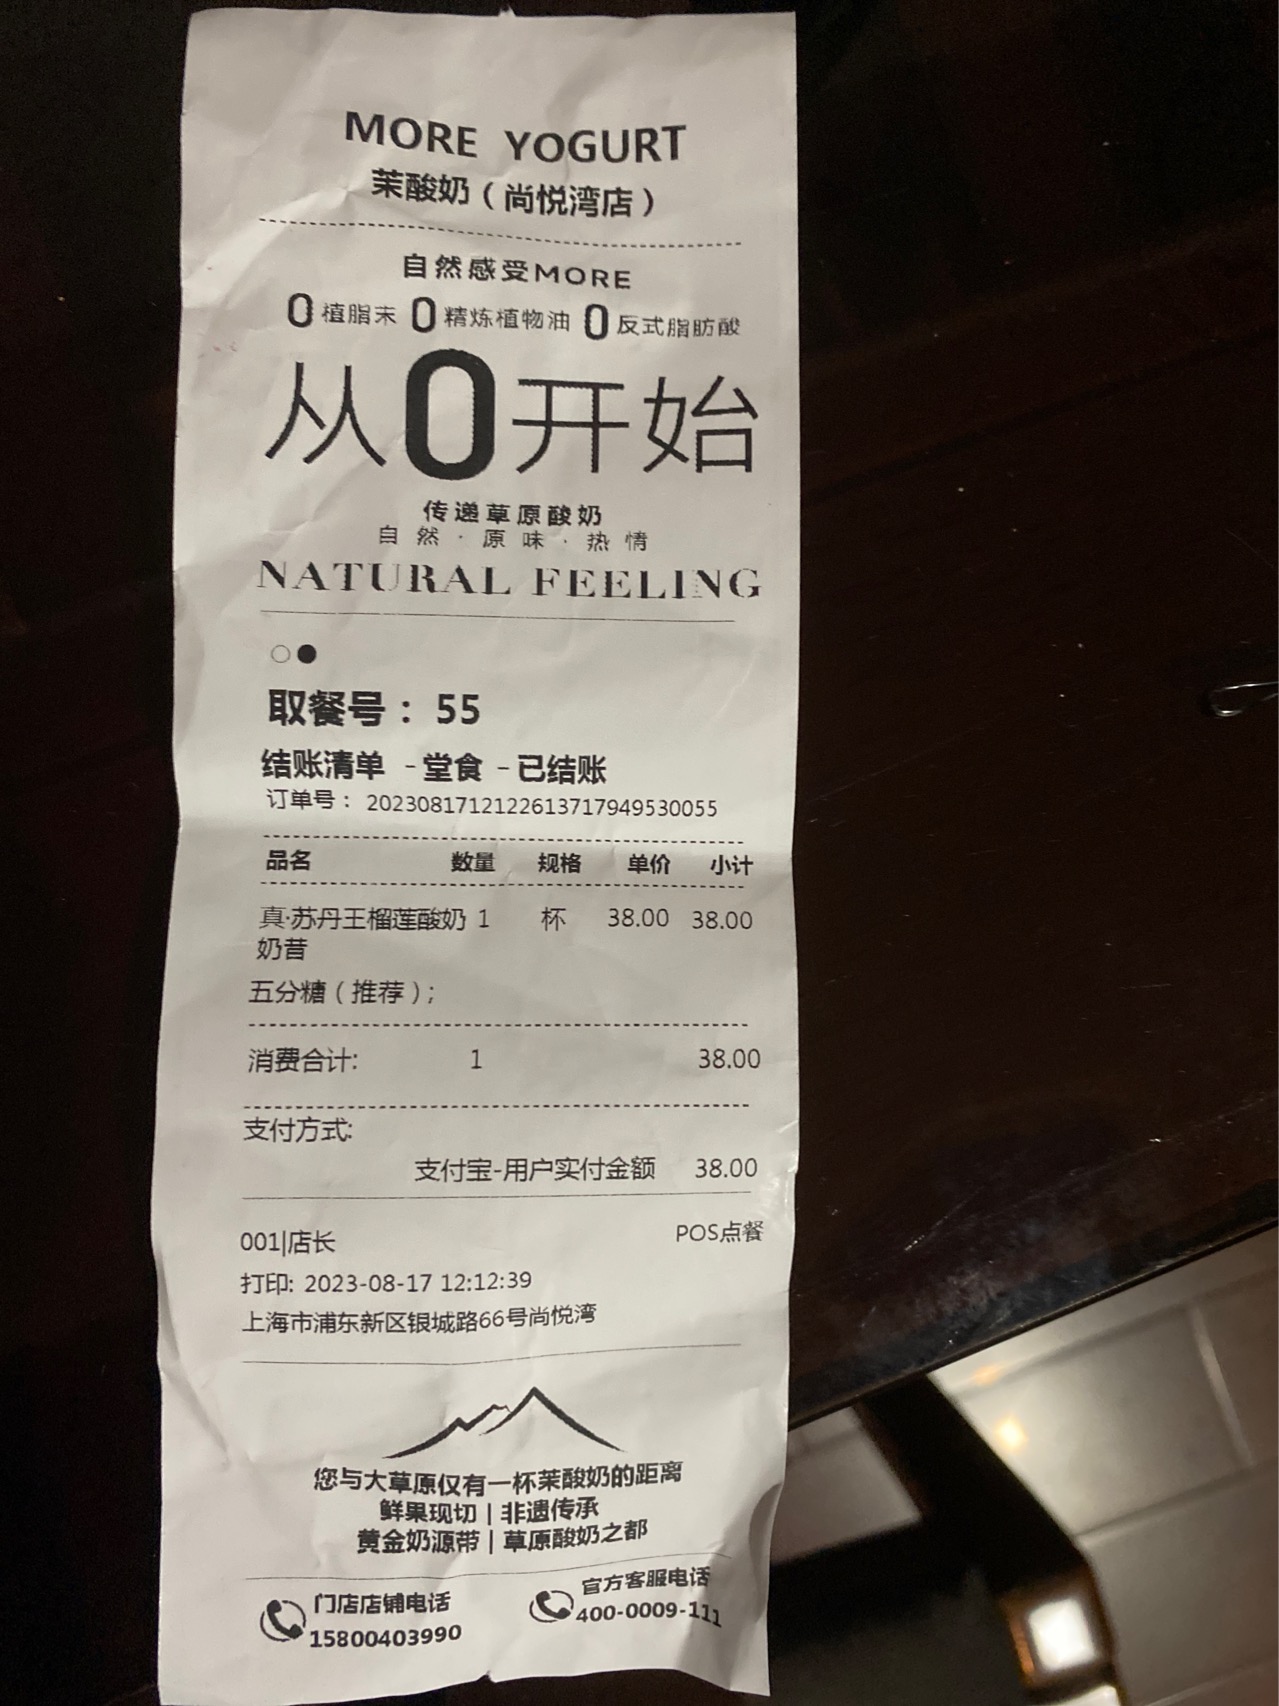 MORE YOGURT
茉酸奶（尚悦湾店）
自然感受MORE
0植脂末 0精炼植物油 0反式脂肪酸
从0开始
传递草原酸奶
自然·原味·热情
NATURAL FEELING
取餐号：55
结账清单 -堂食 -已结账
订单号：20230817121226137179495300​55
品名 数量 规格 单价 小计
真·苏丹王榴莲酸奶 1 杯 38.00 38.00
奶昔
五分糖（推荐）;
消费合计: 1 38.00
支付方式:
支付宝-用户实付金额 38.00
001|店长 POS点餐
打印: 2023-08-17 12:12:39
上海市浦东新区银城路66号尚悦湾
您与大草原仅有一杯茉酸奶的距离
鲜果现切｜非遗传承
黄金奶源带｜草原酸奶之都
门店店铺电话 官方客服电话
15800403990 400-0009-111